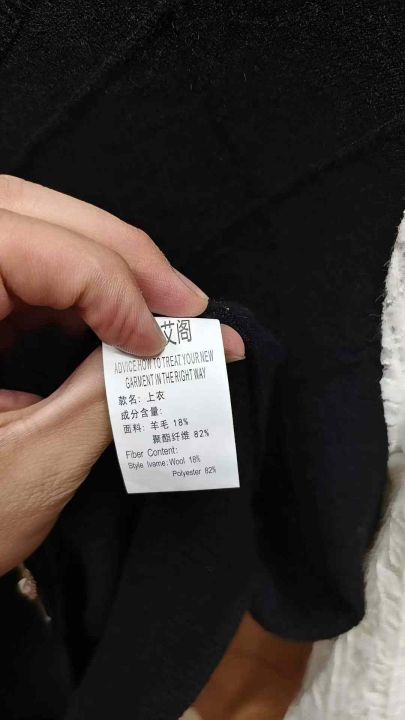 艾阁
ADVICE HOW TO TREAT YOUR NEW
GARMENT IN THE RIGHT WAY
款名: 上衣
成分含量:
面料: 羊毛 18%
聚酯纤维 82%
Fiber Content:
Style Ivame: Wool 18%
Polyester 82%